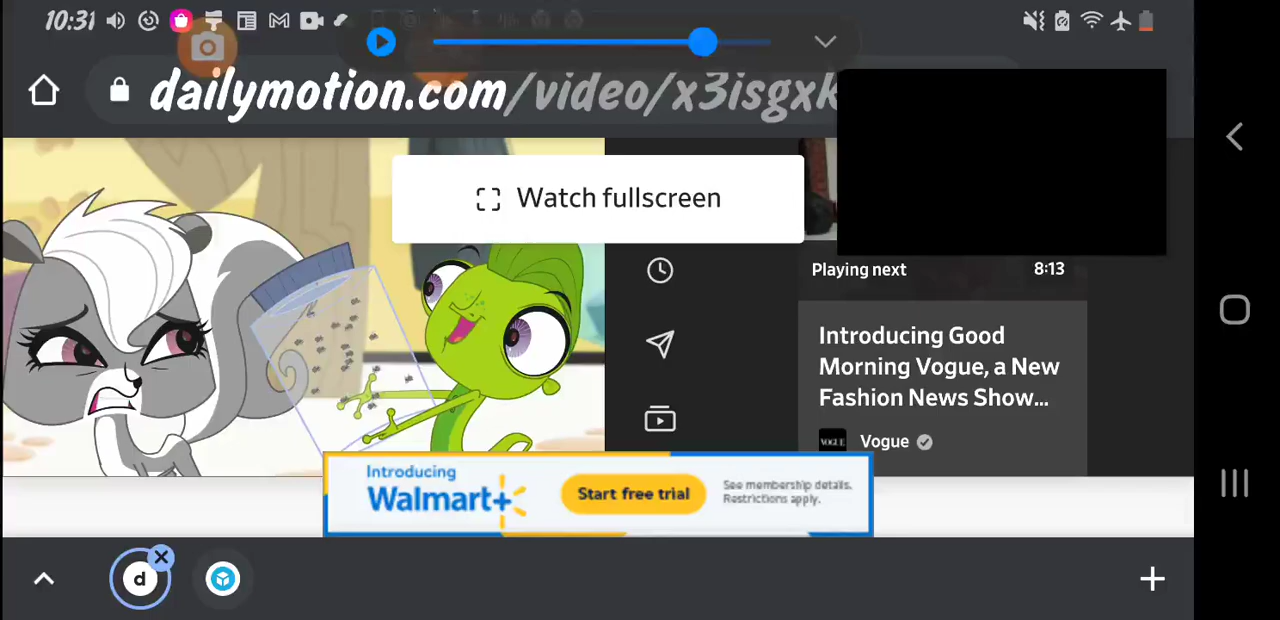 10:31
dailymotion.com/video/x3isgxk
Watch fullscreen
Playing next 8:13
Introducing Good
Morning Vogue, a New
Fashion News Show...
VOGUE Vogue
Introducing
Walmart+
Start free trial
See membership details.
Restrictions apply.
d